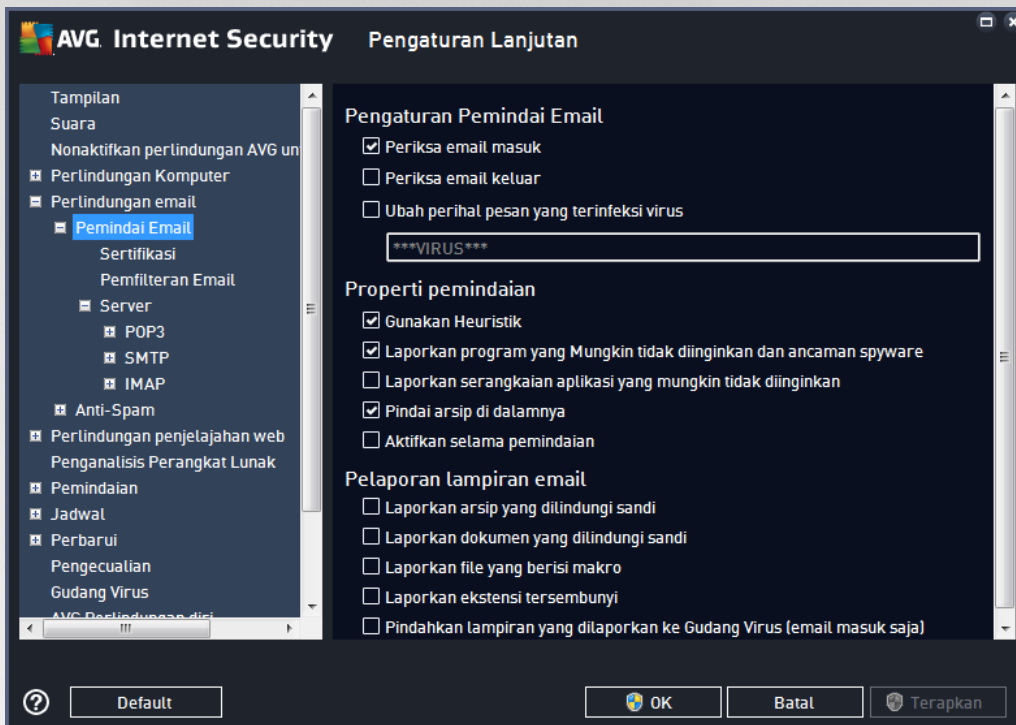 AVG. Internet Security Pengaturan Lanjutan
Tampilan
Suara
Nonaktifkan perlindungan AVG un
Perlindungan Komputer
Perlindungan email
Pemindai Email
Sertifikasi
Pemfilteran Email
Server
POP3
SMTP
IMAP
Anti-Spam
Perlindungan penjelajahan web
Penganalisis Perangkat Lunak
Pemindaian
Jadwal
Perbarui
Pengecualian
Gudang Virus
AVG Perlindungan diri
Pengaturan Pemindai Email
Periksa email masuk
Periksa email keluar
Ubah perihal pesan yang terinfeksi virus
***VIRUS***
Properti pemindaian
Gunakan Heuristik
Laporkan program yang Mungkin tidak diinginkan dan ancaman spyware
Laporkan serangkaian aplikasi yang mungkin tidak diinginkan
Pindai arsip di dalamnya
Aktifkan selama pemindaian
Pelaporan lampiran email
Laporkan arsip yang dilindungi sandi
Laporkan dokumen yang dilindungi sandi
Laporkan file yang berisi makro
Laporkan ekstensi tersembunyi
Pindahkan lampiran yang dilaporkan ke Gudang Virus (email masuk saja)
? Default OK Batal Terapkan